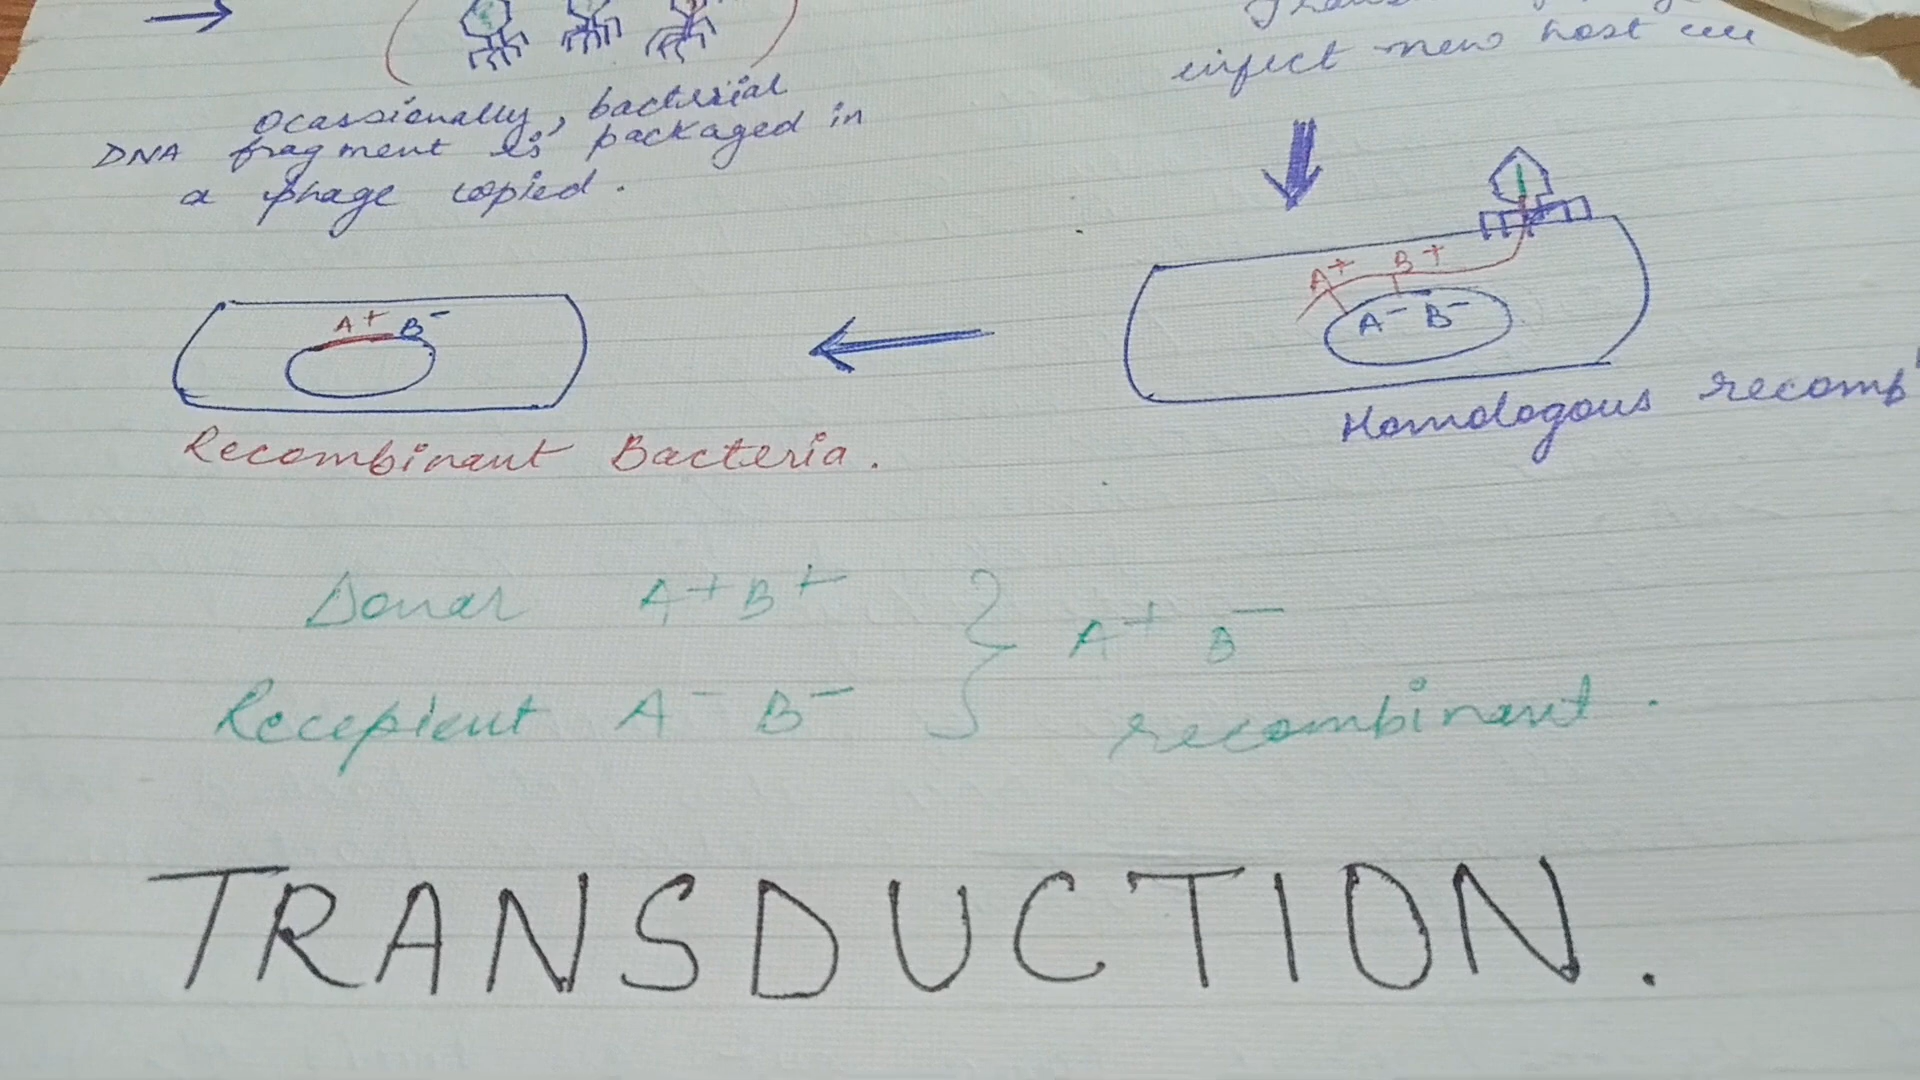 infect new host cell
ocassionally, bacterial
DNA fragment is packaged in
a phage copied.
A+ B+
A- B-
A+ B-
Homologous recomb
Recombinant Bacteria.
Donar A+ B+
A+ B-
Recepient A- B-
recombinant.
TRANSDUCTION.